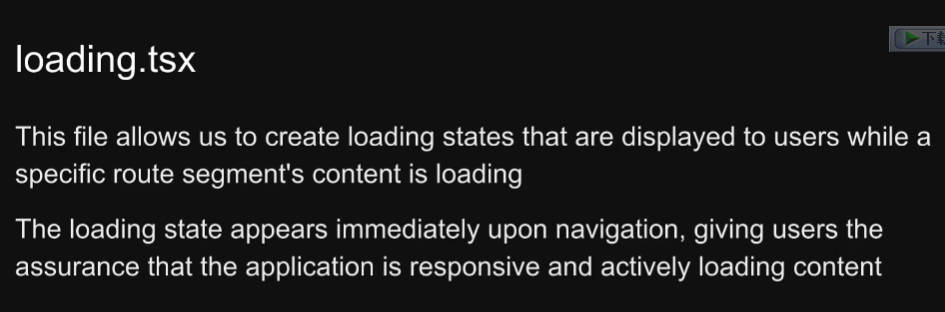 loading.tsx
下载
This file allows us to create loading states that are displayed to users while a
specific route segment's content is loading
The loading state appears immediately upon navigation, giving users the
assurance that the application is responsive and actively loading content